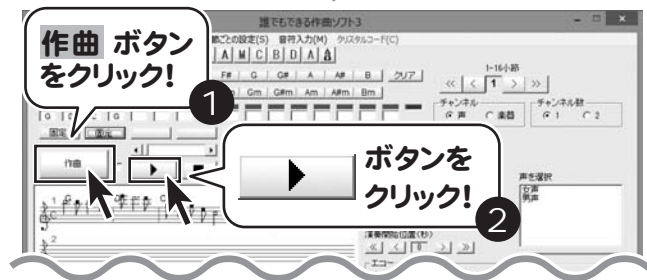 誰でもできる作曲ソフト3
の設定(S) 音符入力(M) クリスタルコード(C)
作曲 ボタン
をクリック!
A M C B D A A
F# G G# A A# B クリア
Gm G#m Am A#m Bm
1-16小節
<< < 1 > >>
チャンネル
声 楽器
チャンネル数
1 2
1
G C G
固定
作曲
▶ ボタンを
クリック!
2
声を選択
女声
男声
1 G C
2
演奏開始位置(秒)
<< < 0 > >>
エコー